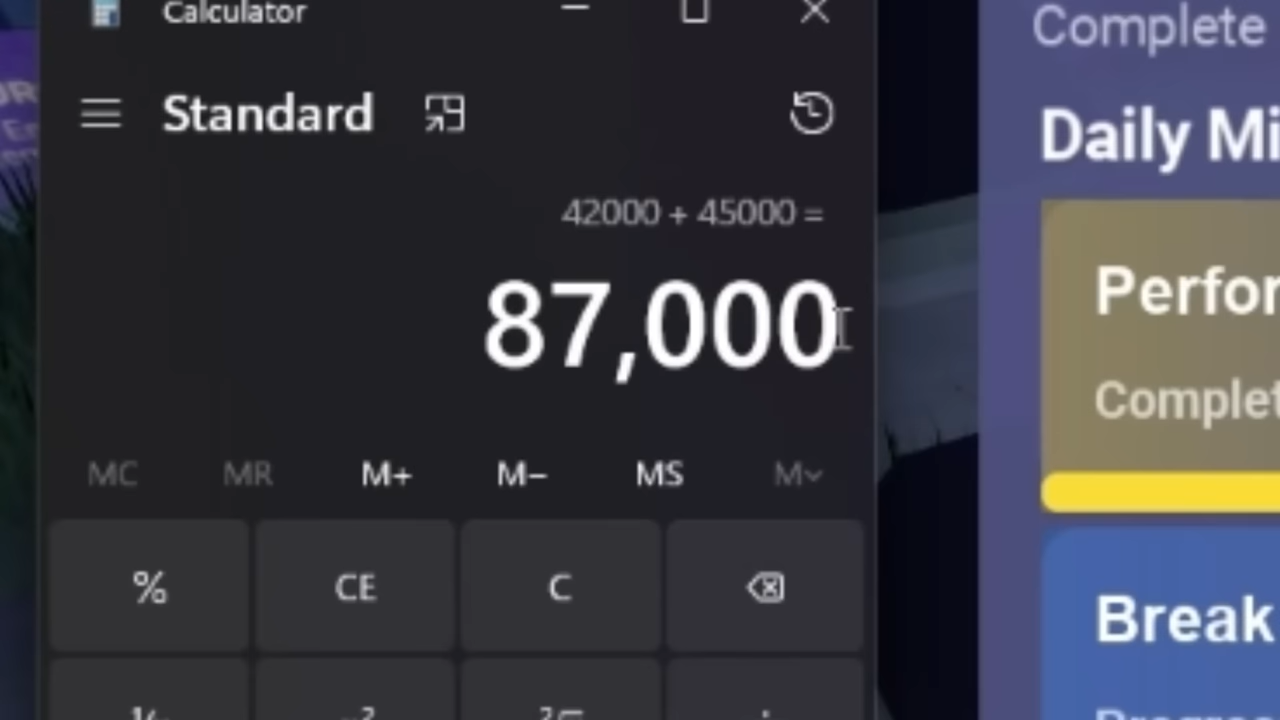 Calculator
Standard
42000 + 45000 =
87,000
MC MR M+ M− MS M
% CE C
Complete
Daily Mi
Perfor
Complet
Break